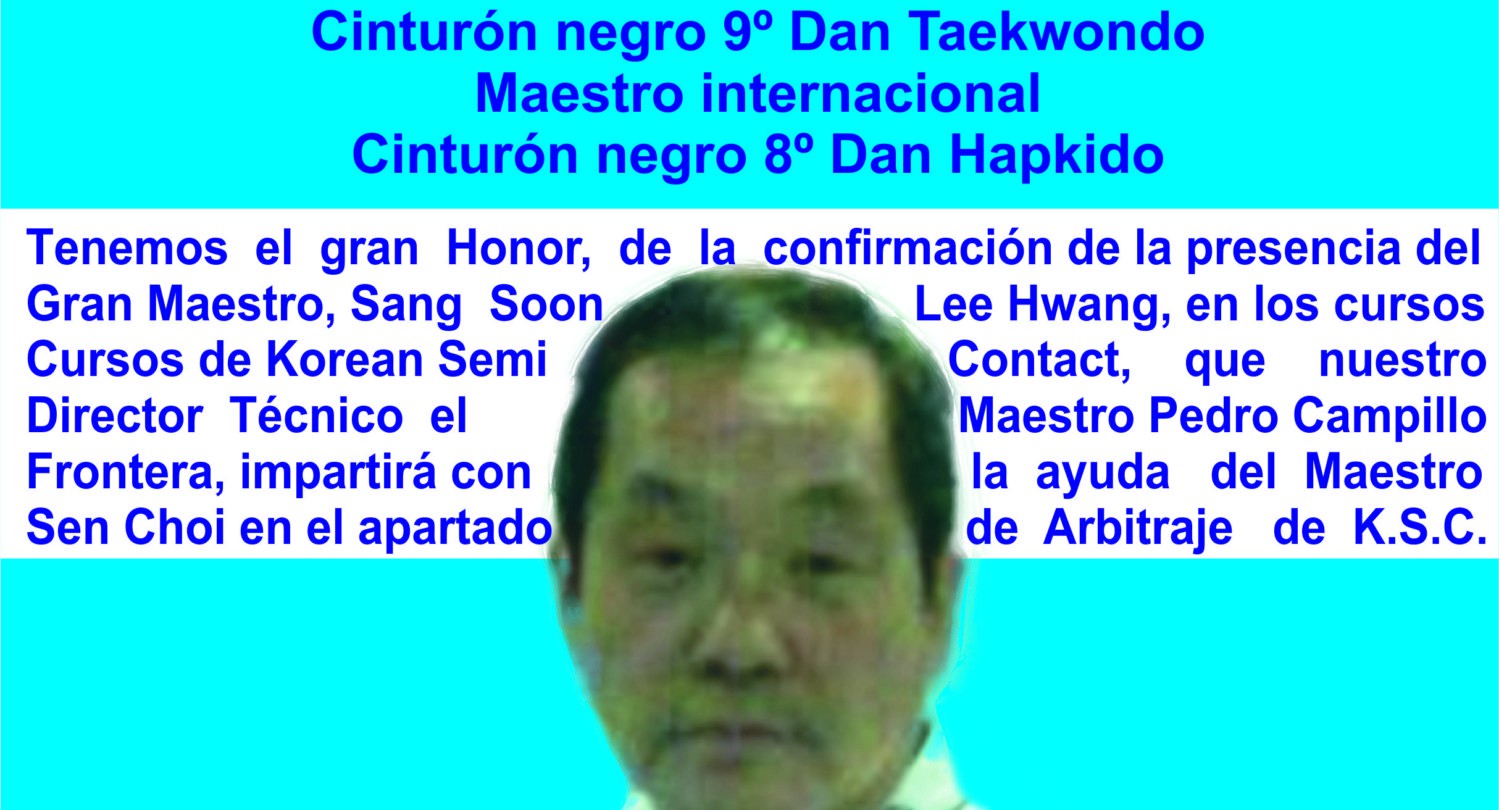 Cinturón negro 9º Dan Taekwondo
Maestro internacional
Cinturón negro 8º Dan Hapkido
Tenemos el gran Honor, de la confirmación de la presencia del
Gran Maestro, Sang Soon Lee Hwang, en los cursos
Cursos de Korean Semi Contact, que nuestro
Director Técnico el Maestro Pedro Campillo
Frontera, impartirá con la ayuda del Maestro
Sen Choi en el apartado de Arbitraje de K.S.C.